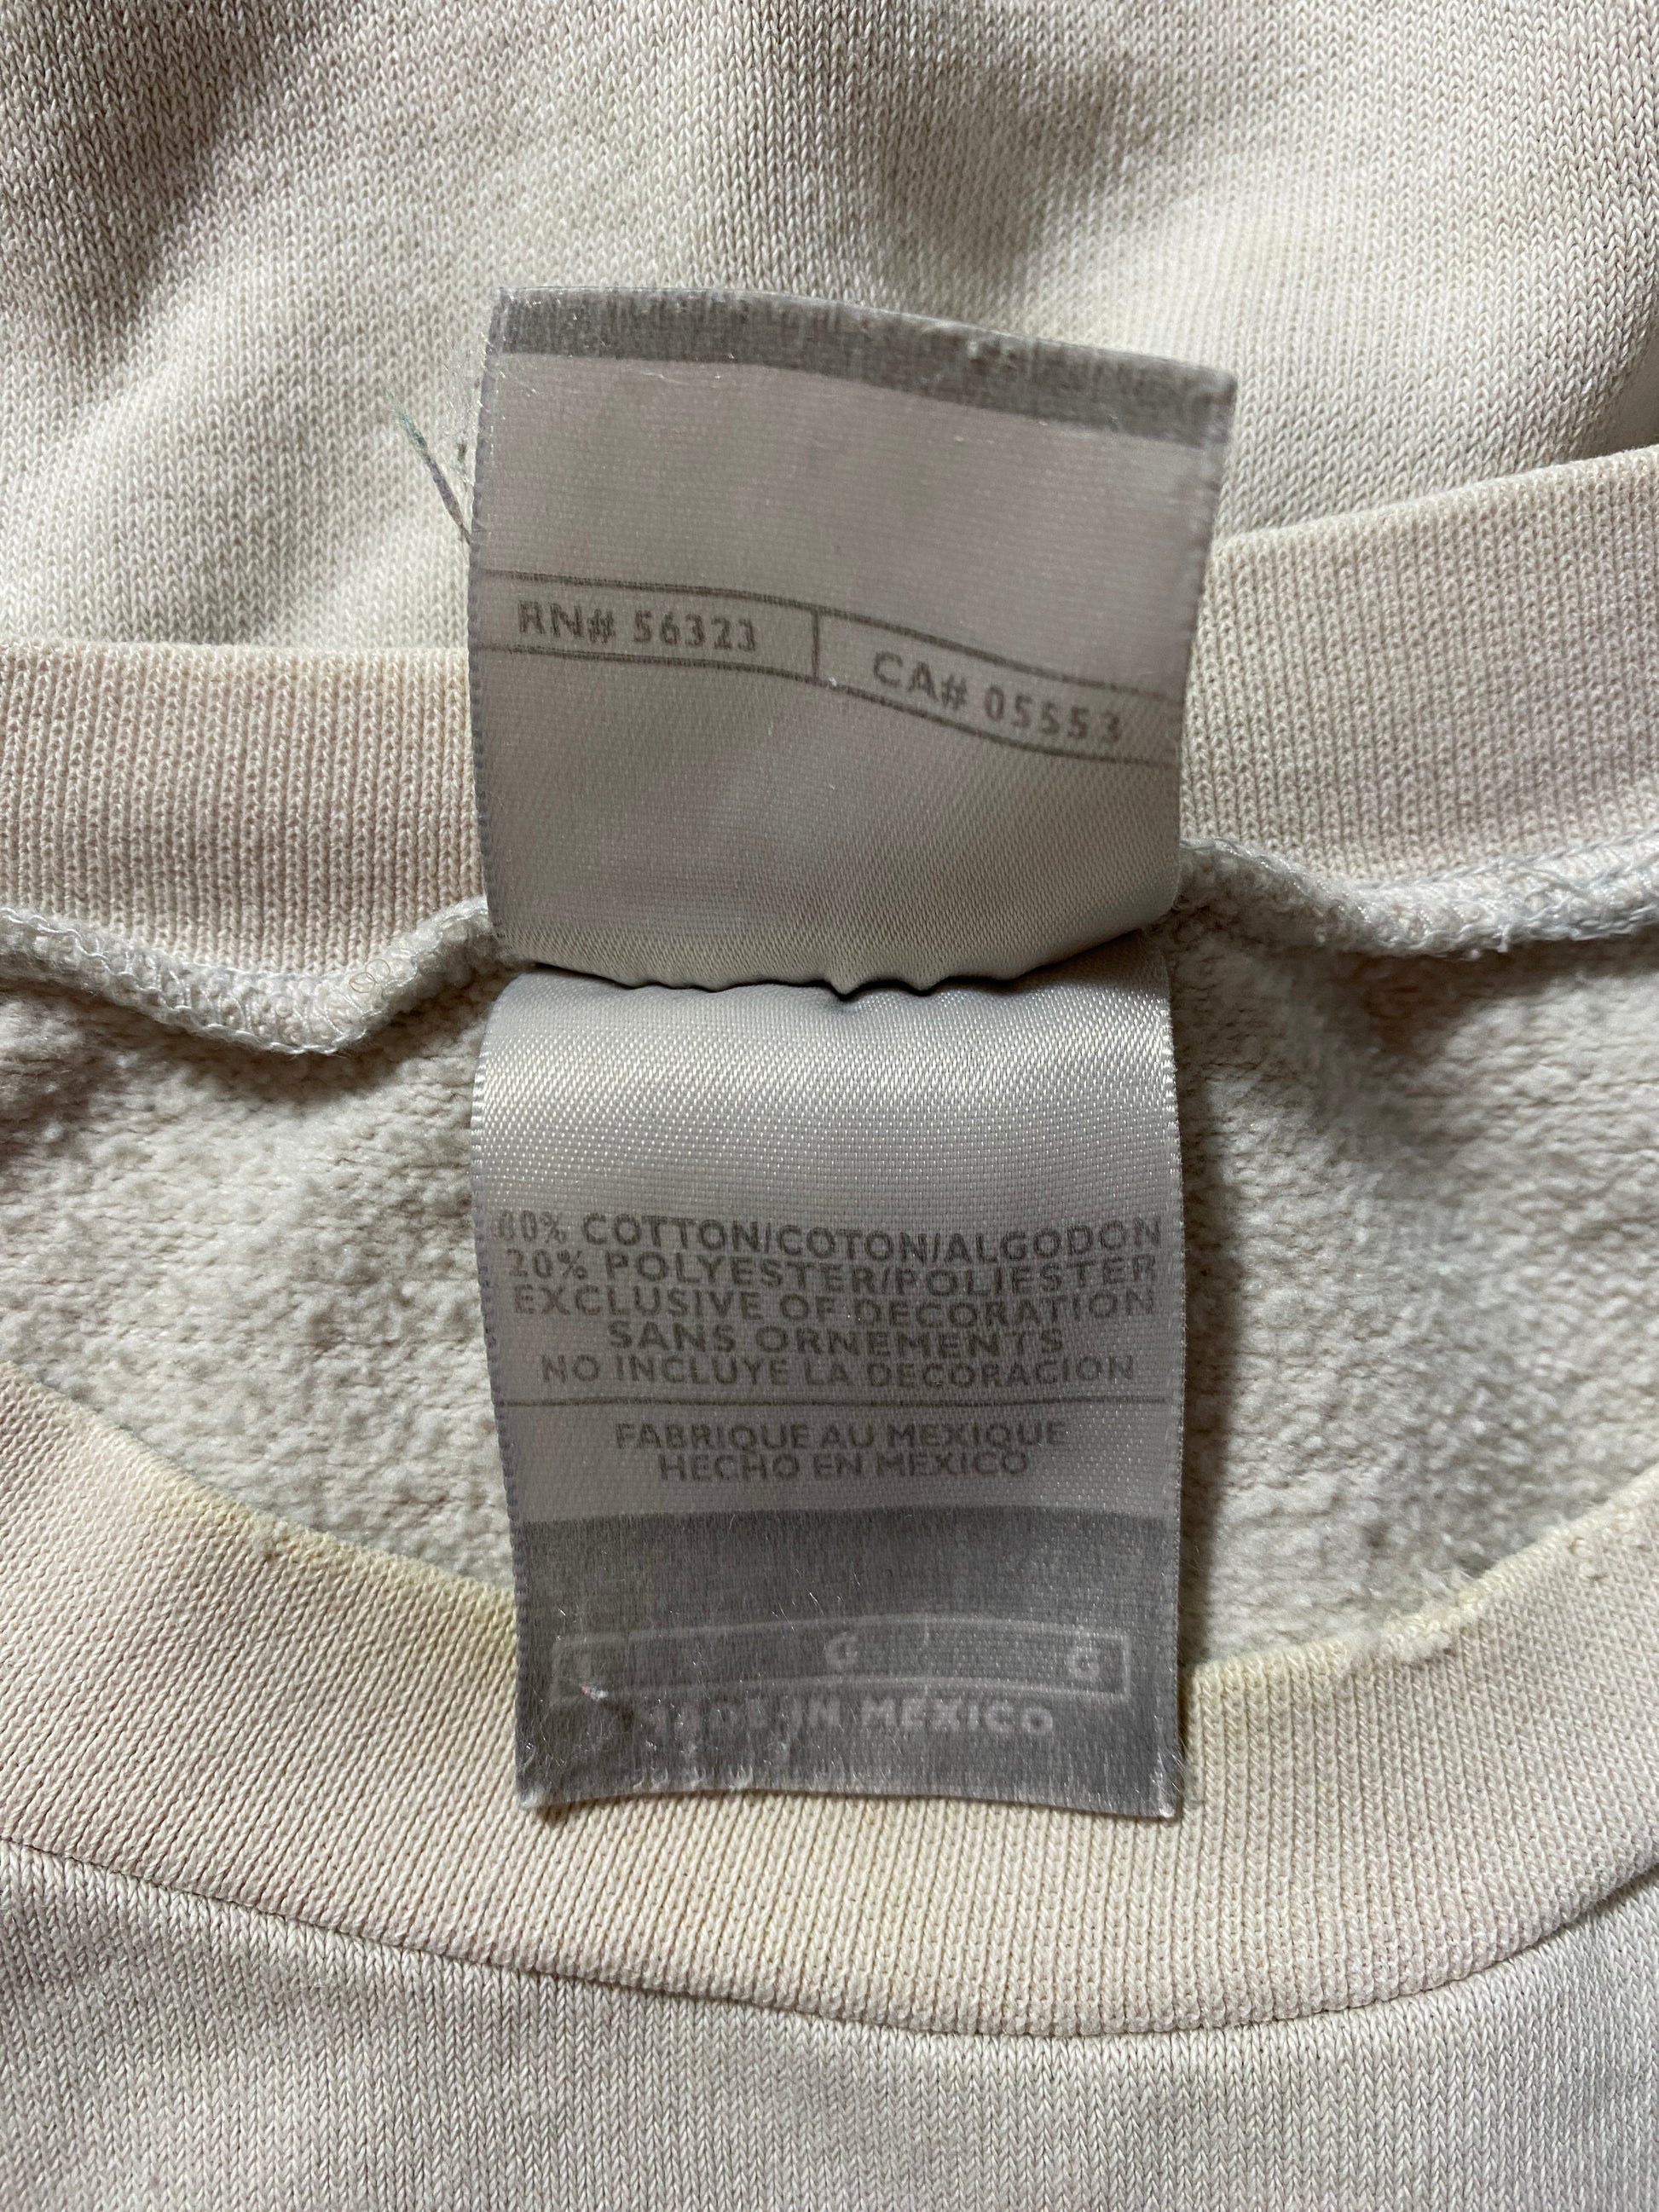 RN# 56323 CA# 05553
80% COTTON/COTON/ALGODON
20% POLYESTER/POLIESTER
EXCLUSIVE OF DECORATION
SANS ORNEMENTS
NO INCLUYE LA DECORACION
FABRIQUE AU MEXIQUE
HECHO EN MEXICO
L G G
MADE IN MEXICO